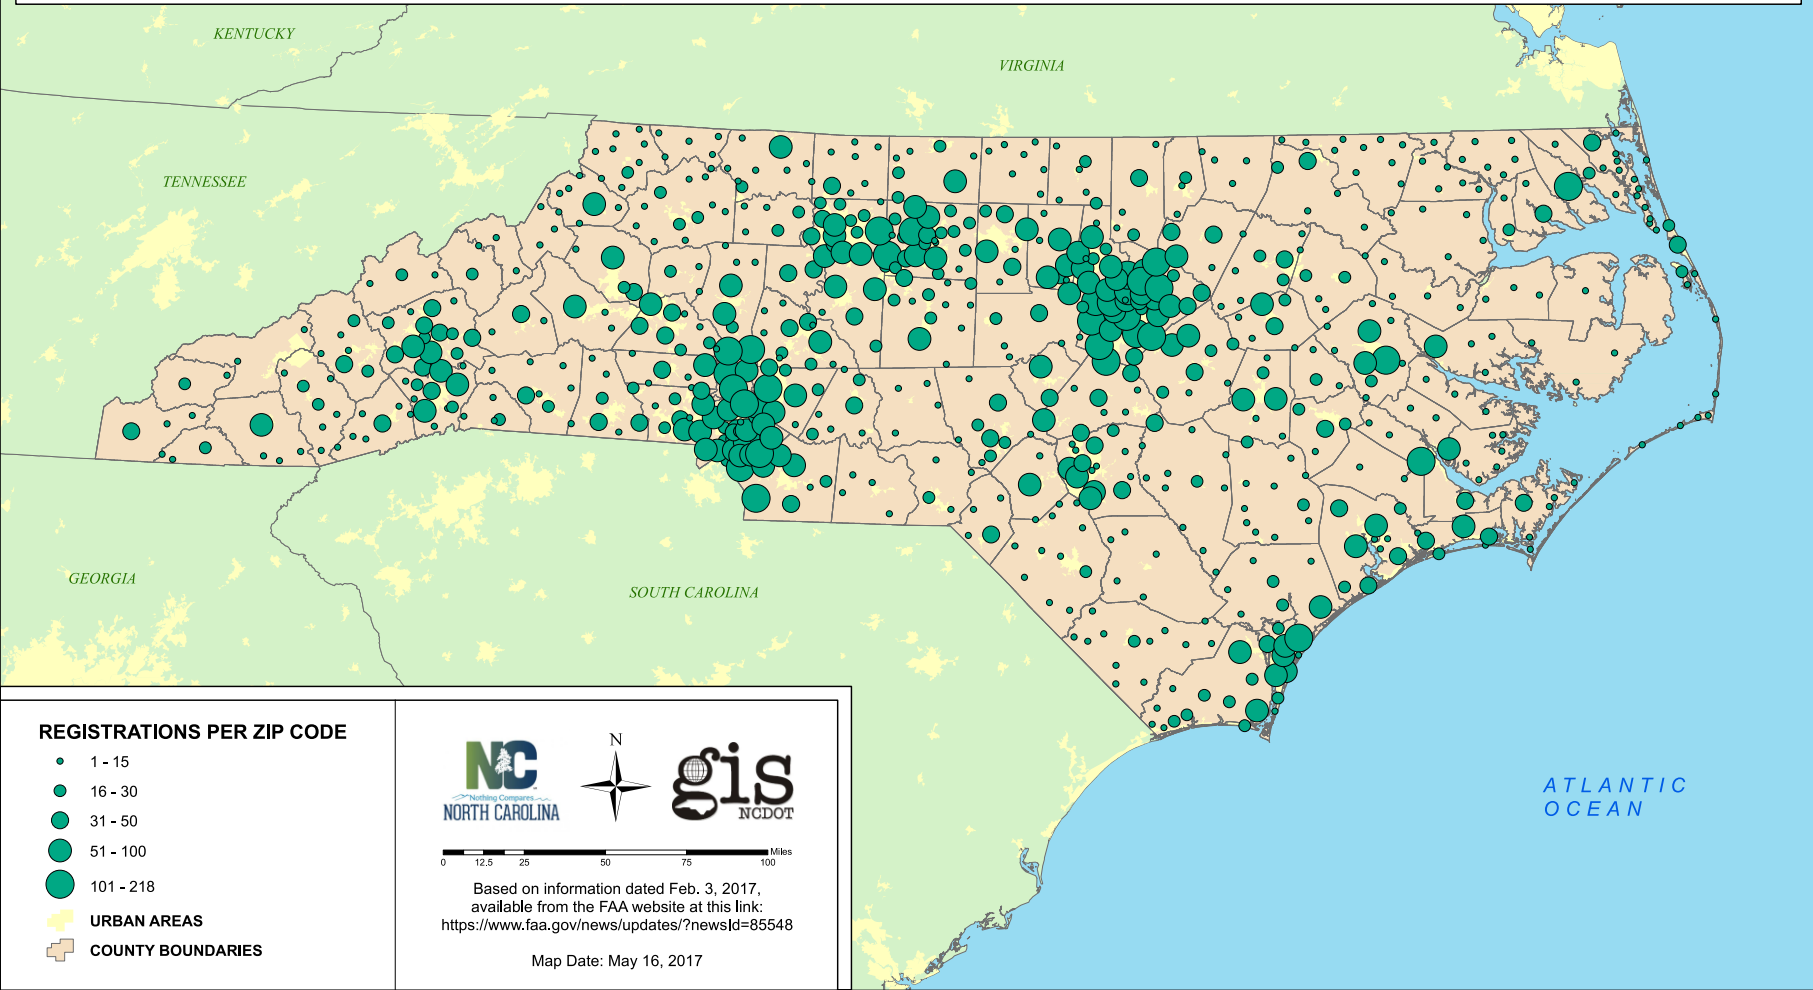 KENTUCKY
VIRGINIA
TENNESSEE
GEORGIA
SOUTH CAROLINA
ATLANTIC
OCEAN
REGISTRATIONS PER ZIP CODE
1 - 15
16 - 30
31 - 50
51 - 100
101 - 218
URBAN AREAS
COUNTY BOUNDARIES
NC
Nothing Compares
NORTH CAROLINA
N
gis
NCDOT
0 12.5 25 50 75 100 Miles
Based on information dated Feb. 3, 2017,
available from the FAA website at this link:
https://www.faa.gov/news/updates/?newsId=85548
Map Date: May 16, 2017